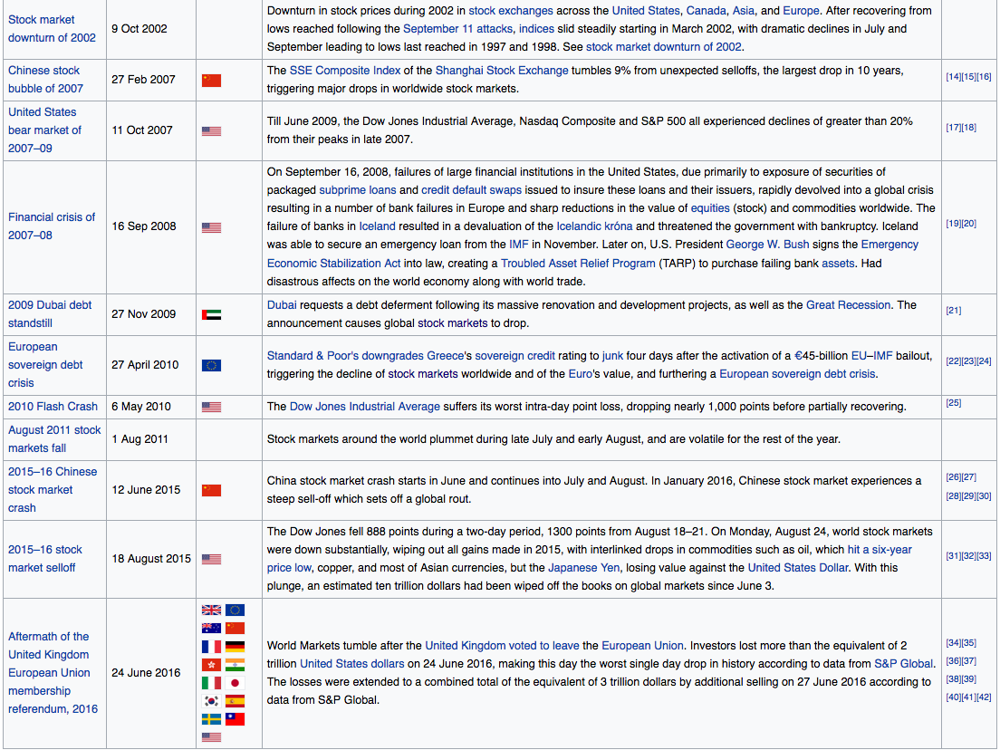 Stock market
downturn of 2002
9 Oct 2002
Downturn in stock prices during 2002 in stock exchanges across the United States, Canada, Asia, and Europe. After recovering from
lows reached following the September 11 attacks, indices slid steadily starting in March 2002, with dramatic declines in July and
September leading to lows last reached in 1997 and 1998. See stock market downturn of 2002.
Chinese stock
bubble of 2007
27 Feb 2007
The SSE Composite Index of the Shanghai Stock Exchange tumbles 9% from unexpected selloffs, the largest drop in 10 years,
triggering major drops in worldwide stock markets.
[14][15][16]
United States
bear market of
2007–09
11 Oct 2007
Till June 2009, the Dow Jones Industrial Average, Nasdaq Composite and S&P 500 all experienced declines of greater than 20%
from their peaks in late 2007.
[17][18]
Financial crisis of
2007–08
16 Sep 2008
On September 16, 2008, failures of large financial institutions in the United States, due primarily to exposure of securities of
packaged subprime loans and credit default swaps issued to insure these loans and their issuers, rapidly devolved into a global crisis
resulting in a number of bank failures in Europe and sharp reductions in the value of equities (stock) and commodities worldwide. The
failure of banks in Iceland resulted in a devaluation of the Icelandic króna and threatened the government with bankruptcy. Iceland
was able to secure an emergency loan from the IMF in November. Later on, U.S. President George W. Bush signs the Emergency
Economic Stabilization Act into law, creating a Troubled Asset Relief Program (TARP) to purchase failing bank assets. Had
disastrous affects on the world economy along with world trade.
[19][20]
2009 Dubai debt
standstill
27 Nov 2009
Dubai requests a debt deferment following its massive renovation and development projects, as well as the Great Recession. The
announcement causes global stock markets to drop.
[21]
European
sovereign debt
crisis
27 April 2010
Standard & Poor's downgrades Greece's sovereign credit rating to junk four days after the activation of a €45-billion EU–IMF bailout,
triggering the decline of stock markets worldwide and of the Euro's value, and furthering a European sovereign debt crisis.
[22][23][24]
2010 Flash Crash
6 May 2010
The Dow Jones Industrial Average suffers its worst intra-day point loss, dropping nearly 1,000 points before partially recovering.
[25]
August 2011 stock
markets fall
1 Aug 2011
Stock markets around the world plummet during late July and early August, and are volatile for the rest of the year.
2015–16 Chinese
stock market
crash
12 June 2015
China stock market crash starts in June and continues into July and August. In January 2016, Chinese stock market experiences a
steep sell-off which sets off a global rout.
[26][27]
[28][29][30]
2015–16 stock
market selloff
18 August 2015
The Dow Jones fell 888 points during a two-day period, 1300 points from August 18–21. On Monday, August 24, world stock markets
were down substantially, wiping out all gains made in 2015, with interlinked drops in commodities such as oil, which hit a six-year
price low, copper, and most of Asian currencies, but the Japanese Yen, losing value against the United States Dollar. With this
plunge, an estimated ten trillion dollars had been wiped off the books on global markets since June 3.
[31][32][33]
Aftermath of the
United Kingdom
European Union
membership
referendum, 2016
24 June 2016
World Markets tumble after the United Kingdom voted to leave the European Union. Investors lost more than the equivalent of 2
trillion United States dollars on 24 June 2016, making this day the worst single day drop in history according to data from S&P Global.
The losses were extended to a combined total of the equivalent of 3 trillion dollars by additional selling on 27 June 2016 according to
data from S&P Global.
[34][35]
[36][37]
[38][39]
[40][41][42]